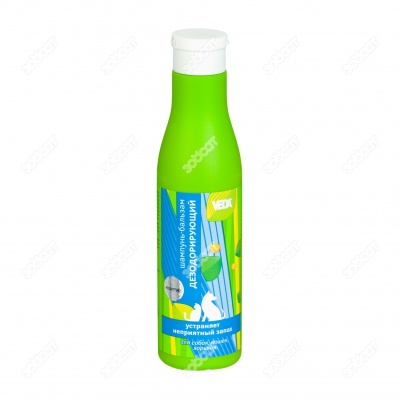 VEDA
шампунь-бальзам
ДЕЗОДОРИРУЮЩИЙ
устраняет
неприятный запах
для собак, кошек,
хорьков